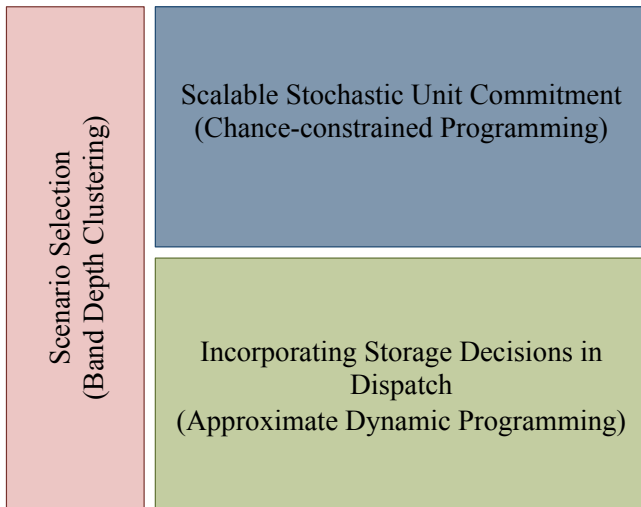 Scenario Selection
(Band Depth Clustering)
Scalable Stochastic Unit Commitment
(Chance-constrained Programming)
Incorporating Storage Decisions in
Dispatch
(Approximate Dynamic Programming)